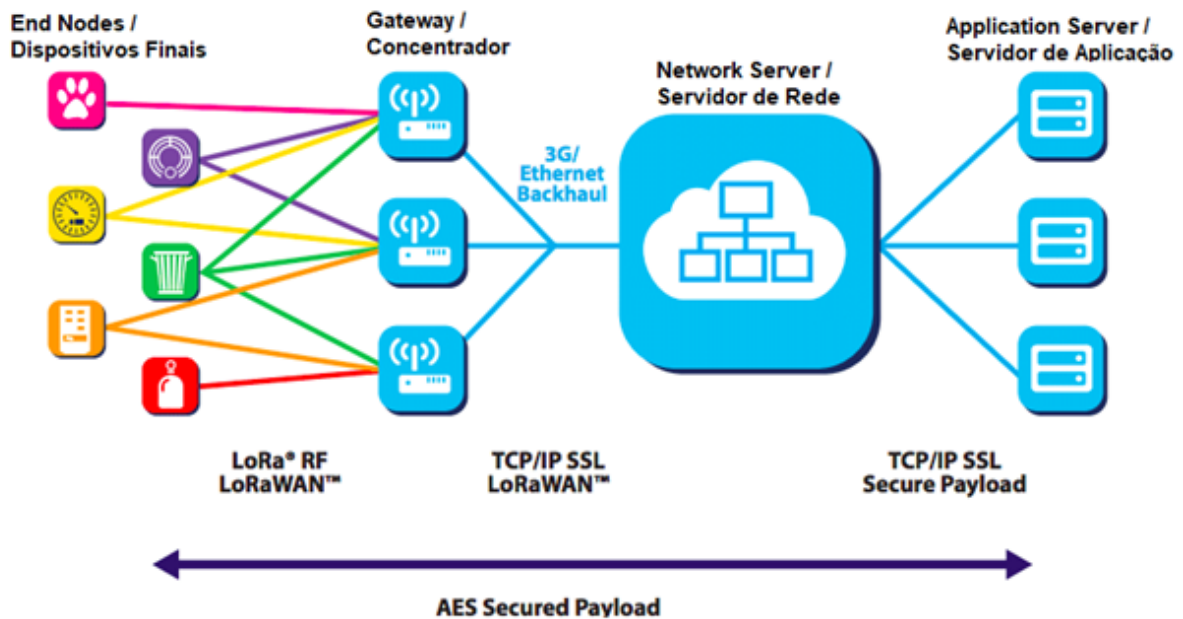 End Nodes /
Dispositivos Finais
Gateway /
Concentrador
Network Server /
Servidor de Rede
Application Server /
Servidor de Aplicação
3G/
Ethernet
Backhaul
LoRa® RF
LoRaWAN™
TCP/IP SSL
LoRaWAN™
TCP/IP SSL
Secure Payload
AES Secured Payload